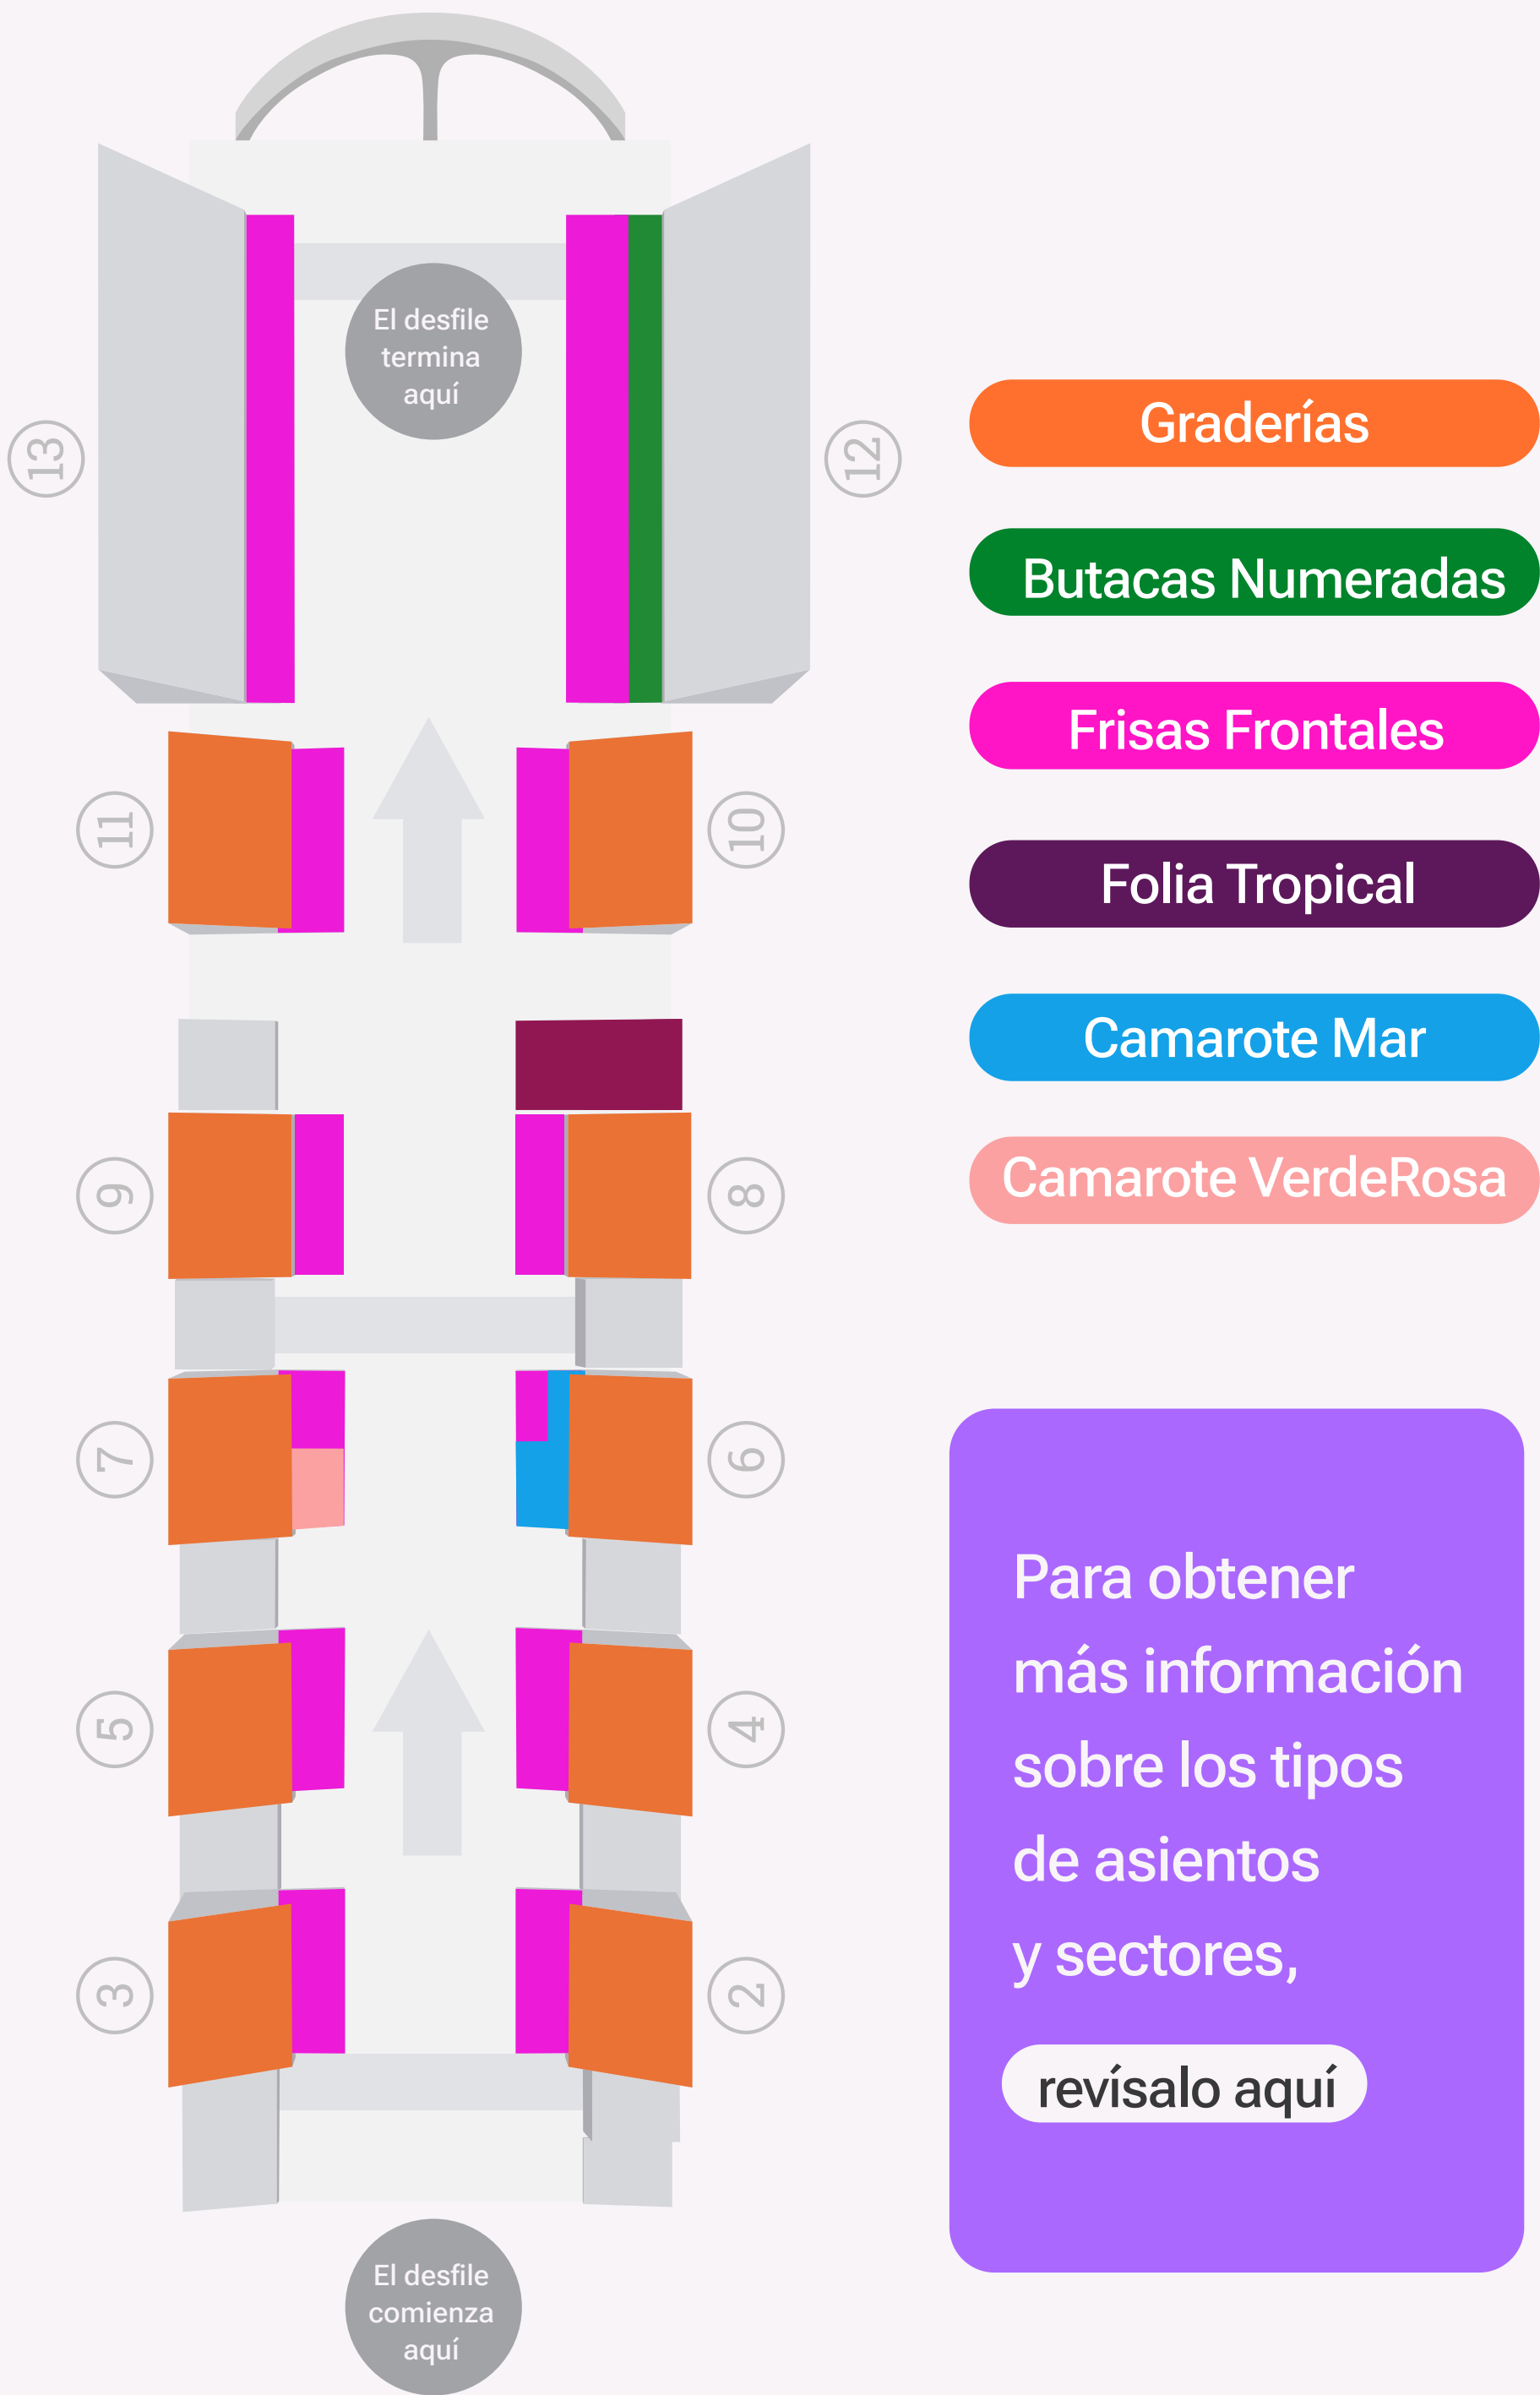 El desfile
termina
aquí
13
12
Graderías
Butacas Numeradas
Frisas Frontales
11
10
Folia Tropical
Camarote Mar
9
8
Camarote VerdeRosa
7
6
5
4
3
2
Para obtener
más información
sobre los tipos
de asientos
y sectores,
revísalo aquí
El desfile
comienza
aquí